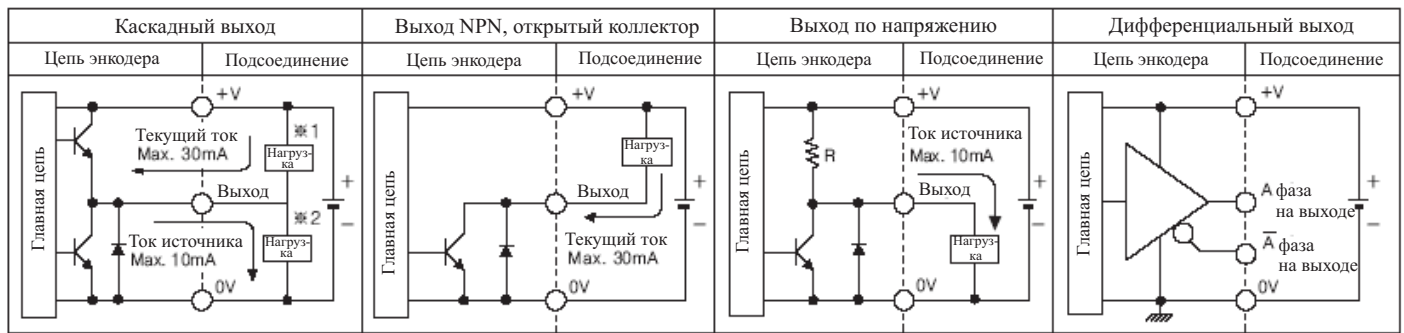 Каскадный выход
Выход NPN, открытый коллектор
Выход по напряжению
Дифференциальный выход
Цепь энкодера
Подсоединение
Цепь энкодера
Подсоединение
Цепь энкодера
Подсоединение
Цепь энкодера
Подсоединение
Главная цепь
+V
Текущий ток
Max. 30mA
※1
Нагруз-
ка
Выход
+
−
※2
Ток источника
Max. 10mA
Нагруз-
ка
0V
Главная цепь
+V
Нагруз-
ка
Выход
+
−
Текущий ток
Max. 30mA
0V
Главная цепь
+V
R
Ток источника
Max. 10mA
Выход
+
−
Нагруз-
ка
0V
Главная цепь
+V
A фаза
на выходе
+
−
A̅ фаза
на выходе
0V